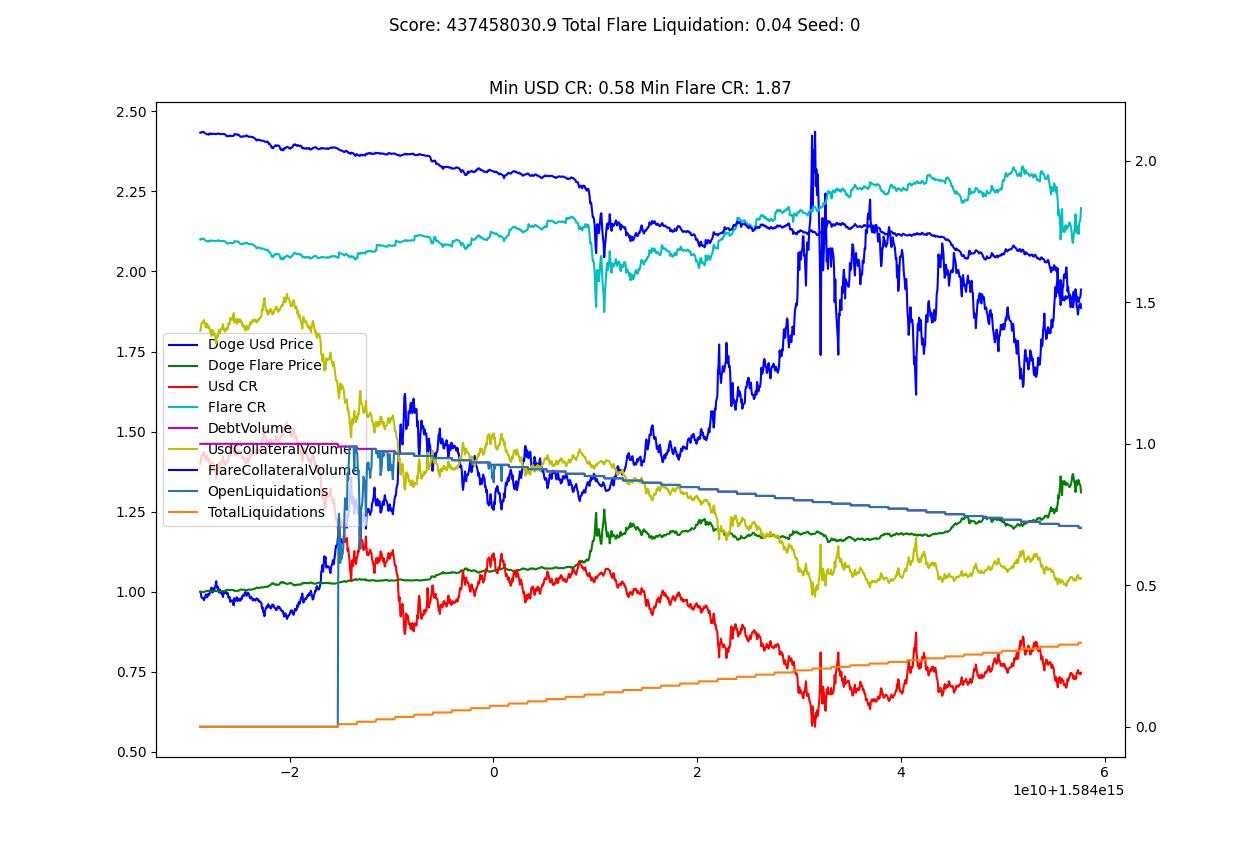 Score: 437458030.9 Total Flare Liquidation: 0.04 Seed: 0
Min USD CR: 0.58 Min Flare CR: 1.87
2.50
2.25
2.00
1.75
1.50
1.25
1.00
0.75
0.50
Doge Usd Price
Doge Flare Price
Usd CR
Flare CR
DebtVolume
UsdCollateralVolume
FlareCollateralVolume
OpenLiquidations
TotalLiquidations
2.0
1.5
1.0
0.5
0.0
−2 0 2 4 6
1e10+1.584e15